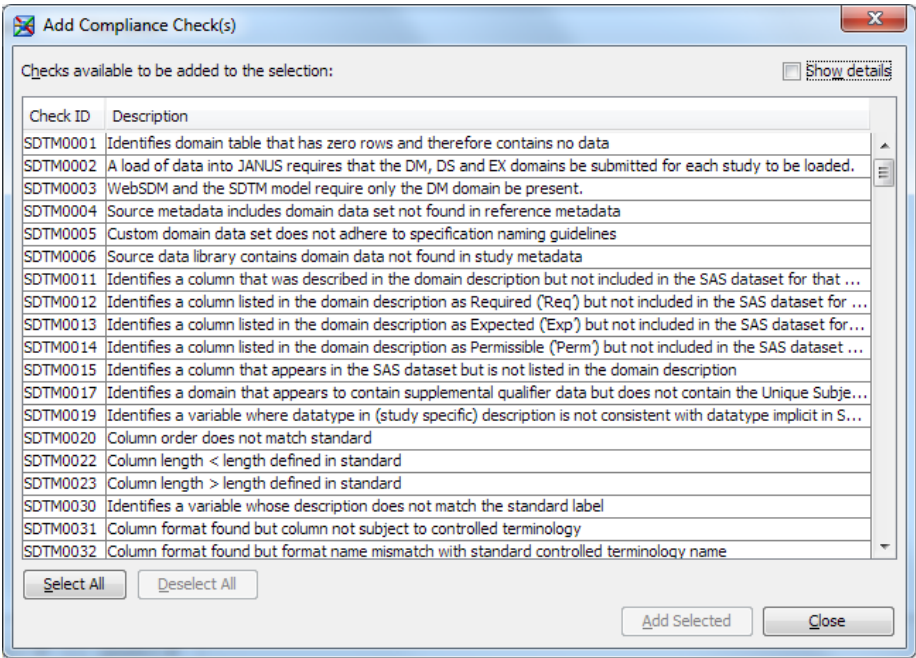 Add Compliance Check(s)
Checks available to be added to the selection:
Show details
Check ID Description
SDTM0001 Identifies domain table that has zero rows and therefore contains no data
SDTM0002 A load of data into JANUS requires that the DM, DS and EX domains be submitted for each study to be loaded.
SDTM0003 WebSDM and the SDTM model require only the DM domain be present.
SDTM0004 Source metadata includes domain data set not found in reference metadata
SDTM0005 Custom domain data set does not adhere to specification naming guidelines
SDTM0006 Source data library contains domain data not found in study metadata
SDTM0011 Identifies a column that was described in the domain description but not included in the SAS dataset for that ...
SDTM0012 Identifies a column listed in the domain description as Required ('Req') but not included in the SAS dataset for ...
SDTM0013 Identifies a column listed in the domain description as Expected ('Exp') but not included in the SAS dataset for...
SDTM0014 Identifies a column listed in the domain description as Permissible ('Perm') but not included in the SAS dataset ...
SDTM0015 Identifies a column that appears in the SAS dataset but is not listed in the domain description
SDTM0017 Identifies a domain that appears to contain supplemental qualifier data but does not contain the Unique Subje...
SDTM0019 Identifies a variable where datatype in (study specific) description is not consistent with datatype implicit in S...
SDTM0020 Column order does not match standard
SDTM0022 Column length < length defined in standard
SDTM0023 Column length > length defined in standard
SDTM0030 Identifies a variable whose description does not match the standard label
SDTM0031 Column format found but column not subject to controlled terminology
SDTM0032 Column format found but format name mismatch with standard controlled terminology name
Select All Deselect All
Add Selected Close